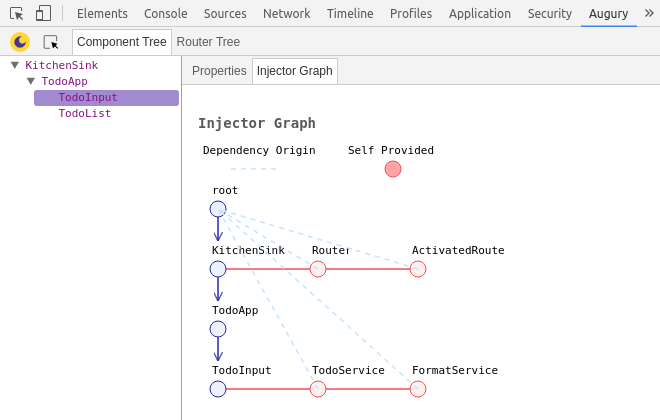 Elements Console Sources Network Timeline Profiles Application Security Augury »
Component Tree Router Tree
KitchenSink
TodoApp
TodoInput
TodoList
Properties Injector Graph
Injector Graph
Dependency Origin Self Provided
root
KitchenSink Router ActivatedRoute
TodoApp
TodoInput TodoService FormatService